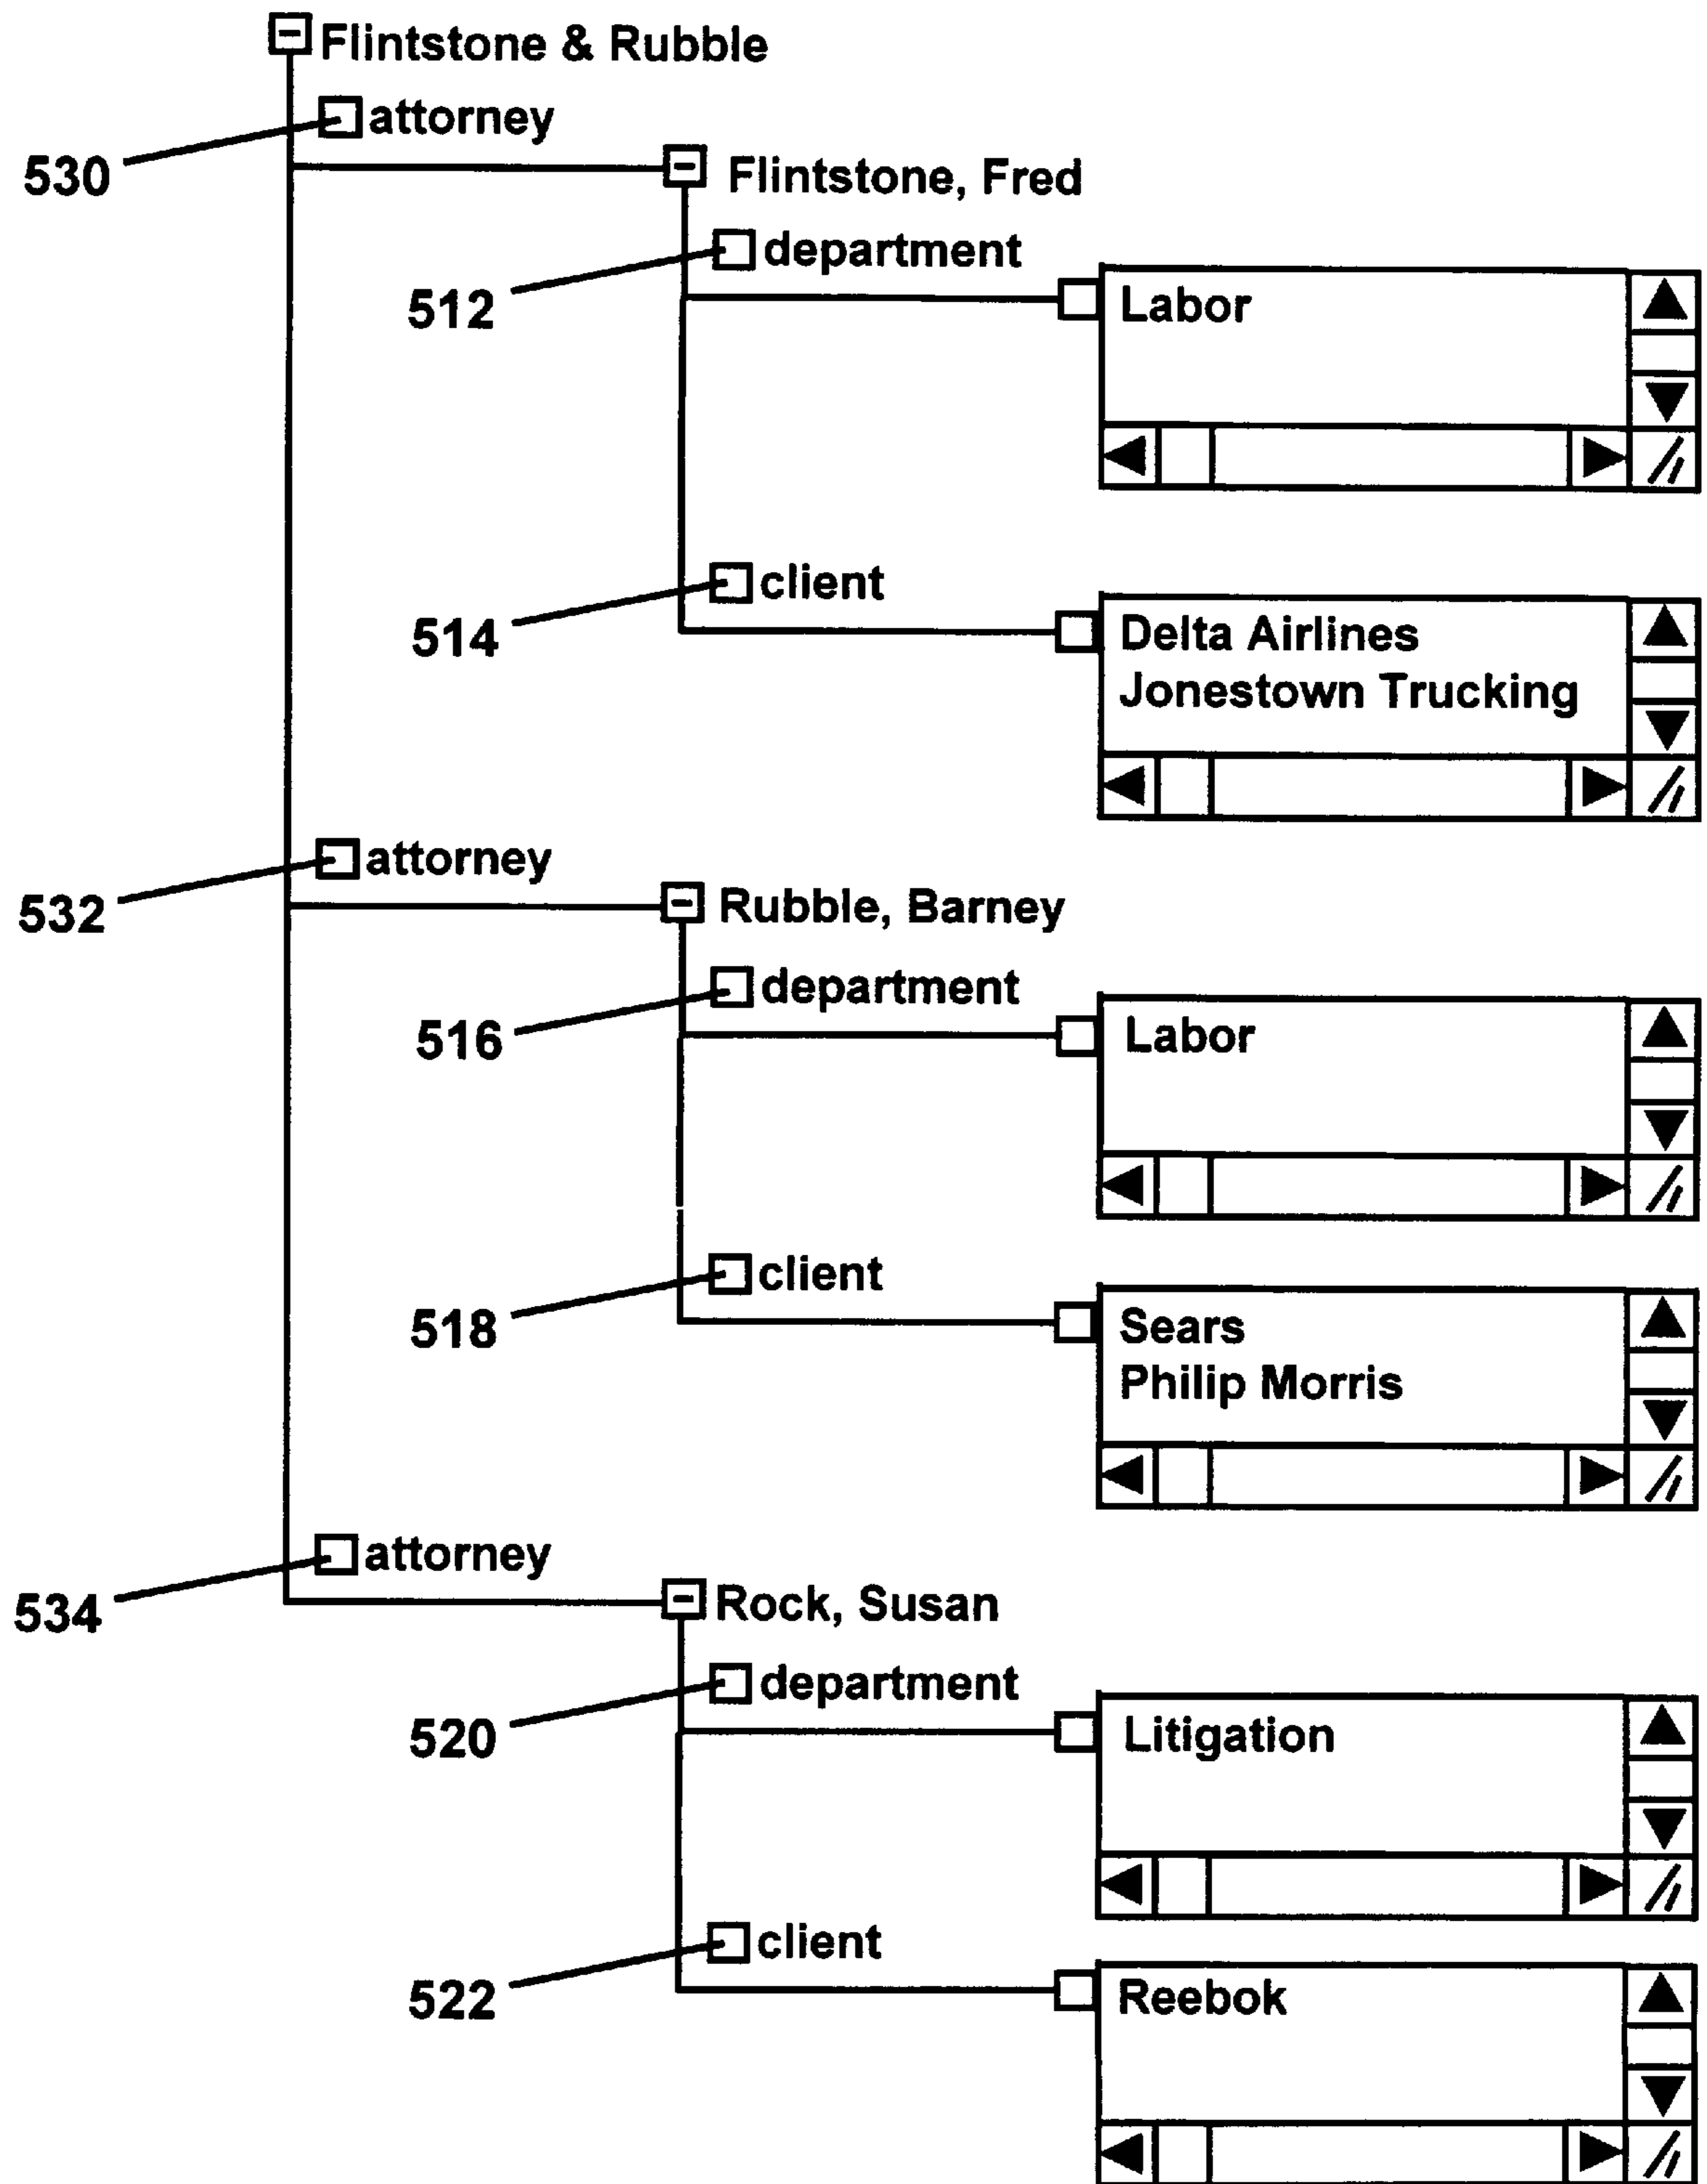 Flintstone & Rubble
attorney
530
Flintstone, Fred
department
512
Labor
client
514
Delta Airlines
Jonestown Trucking
attorney
532
Rubble, Barney
department
516
Labor
client
518
Sears
Philip Morris
attorney
534
Rock, Susan
department
520
Litigation
client
522
Reebok